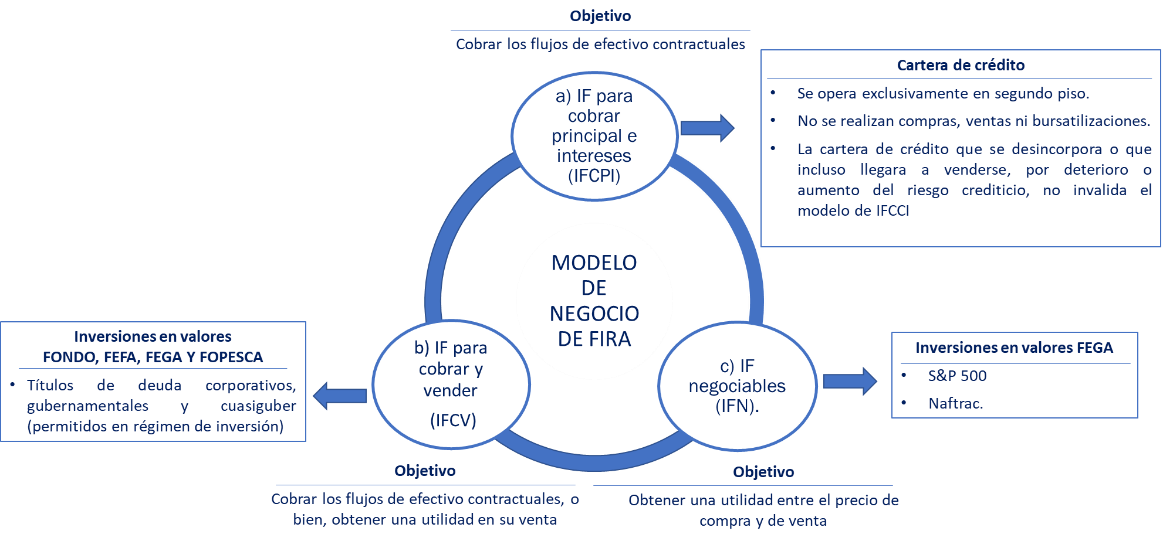 Objetivo
Cobrar los flujos de efectivo contractuales
a) IF para
cobrar
principal e
intereses
(IFCPI)
Cartera de crédito
• Se opera exclusivamente en segundo piso.
• No se realizan compras, ventas ni bursatilizaciones.
• La cartera de crédito que se desincorpora o que
incluso llegara a venderse, por deterioro o
aumento del riesgo crediticio, no invalida el
modelo de IFCCI
MODELO
DE
NEGOCIO
DE FIRA
Inversiones en valores
FONDO, FEFA, FEGA Y FOPESCA
• Títulos de deuda corporativos,
gubernamentales y cuasiguber
(permitidos en régimen de inversión)
b) IF para
cobrar y
vender
(IFCV)
Objetivo
Cobrar los flujos de efectivo contractuales, o
bien, obtener una utilidad en su venta
c) IF
negociables
(IFN).
Inversiones en valores FEGA
• S&P 500
• Naftrac.
Objetivo
Obtener una utilidad entre el precio de
compra y de venta